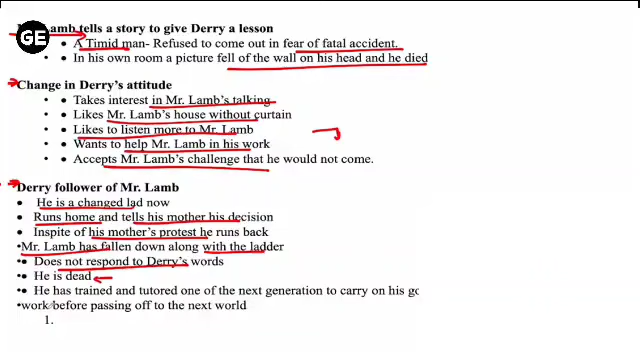 GE
Lamb tells a story to give Derry a lesson
• • A Timid man- Refused to come out in fear of fatal accident.
• • In his own room a picture fell of the wall on his head and he died
Change in Derry's attitude
• • Takes interest in Mr. Lamb's talking
• • Likes Mr. Lamb's house without curtain
• • Likes to listen more to Mr. Lamb
• • Wants to help Mr. Lamb in his work
• • Accepts Mr. Lamb's challenge that he would not come.
Derry follower of Mr. Lamb
• He is a changed lad now
• Runs home and tells his mother his decision
• Inspite of his mother's protest he runs back
•Mr. Lamb has fallen down along with the ladder
• • Does not respond to Derry's words
• • He is dead
• • He has trained and tutored one of the next generation to carry on his
•work before passing off to the next world
1.